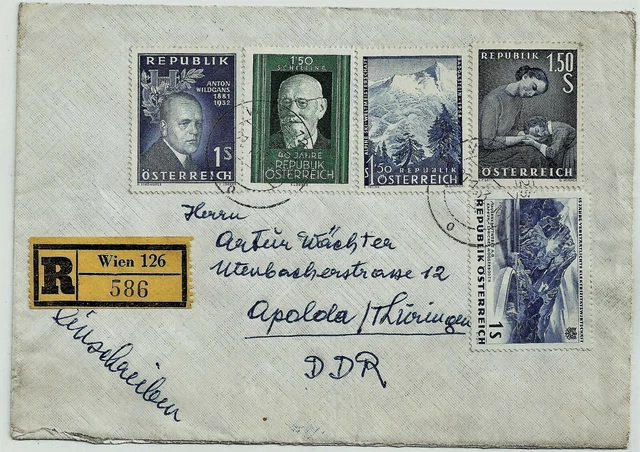 REPUBLIK
ANTON
WILDGANS
1881
1932
1S
ÖSTERREICH
1'50
SCHILLING
40 JAHRE
REPUBLIK
ÖSTERREICH
1.50 REPUBLIK
S ÖSTERREICH
REPUBLIK 1.50
S
ÖSTERREICH
REPUBLIK ÖSTERREICH
1S
Herrn
Artur Wächter
Utenbacherstrasse 12
Apolda/Thüringen
DDR
R Wien 126
586
Einschreiben